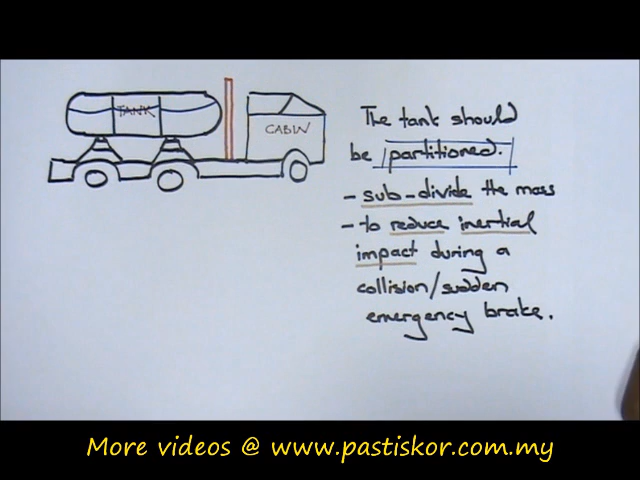 TANK
CABIN
The tank should
be partitioned.
- sub-divide the mass
- to reduce inertial
impact during a
collision/sudden
emergency brake.
More videos @ www.pastiskor.com.my